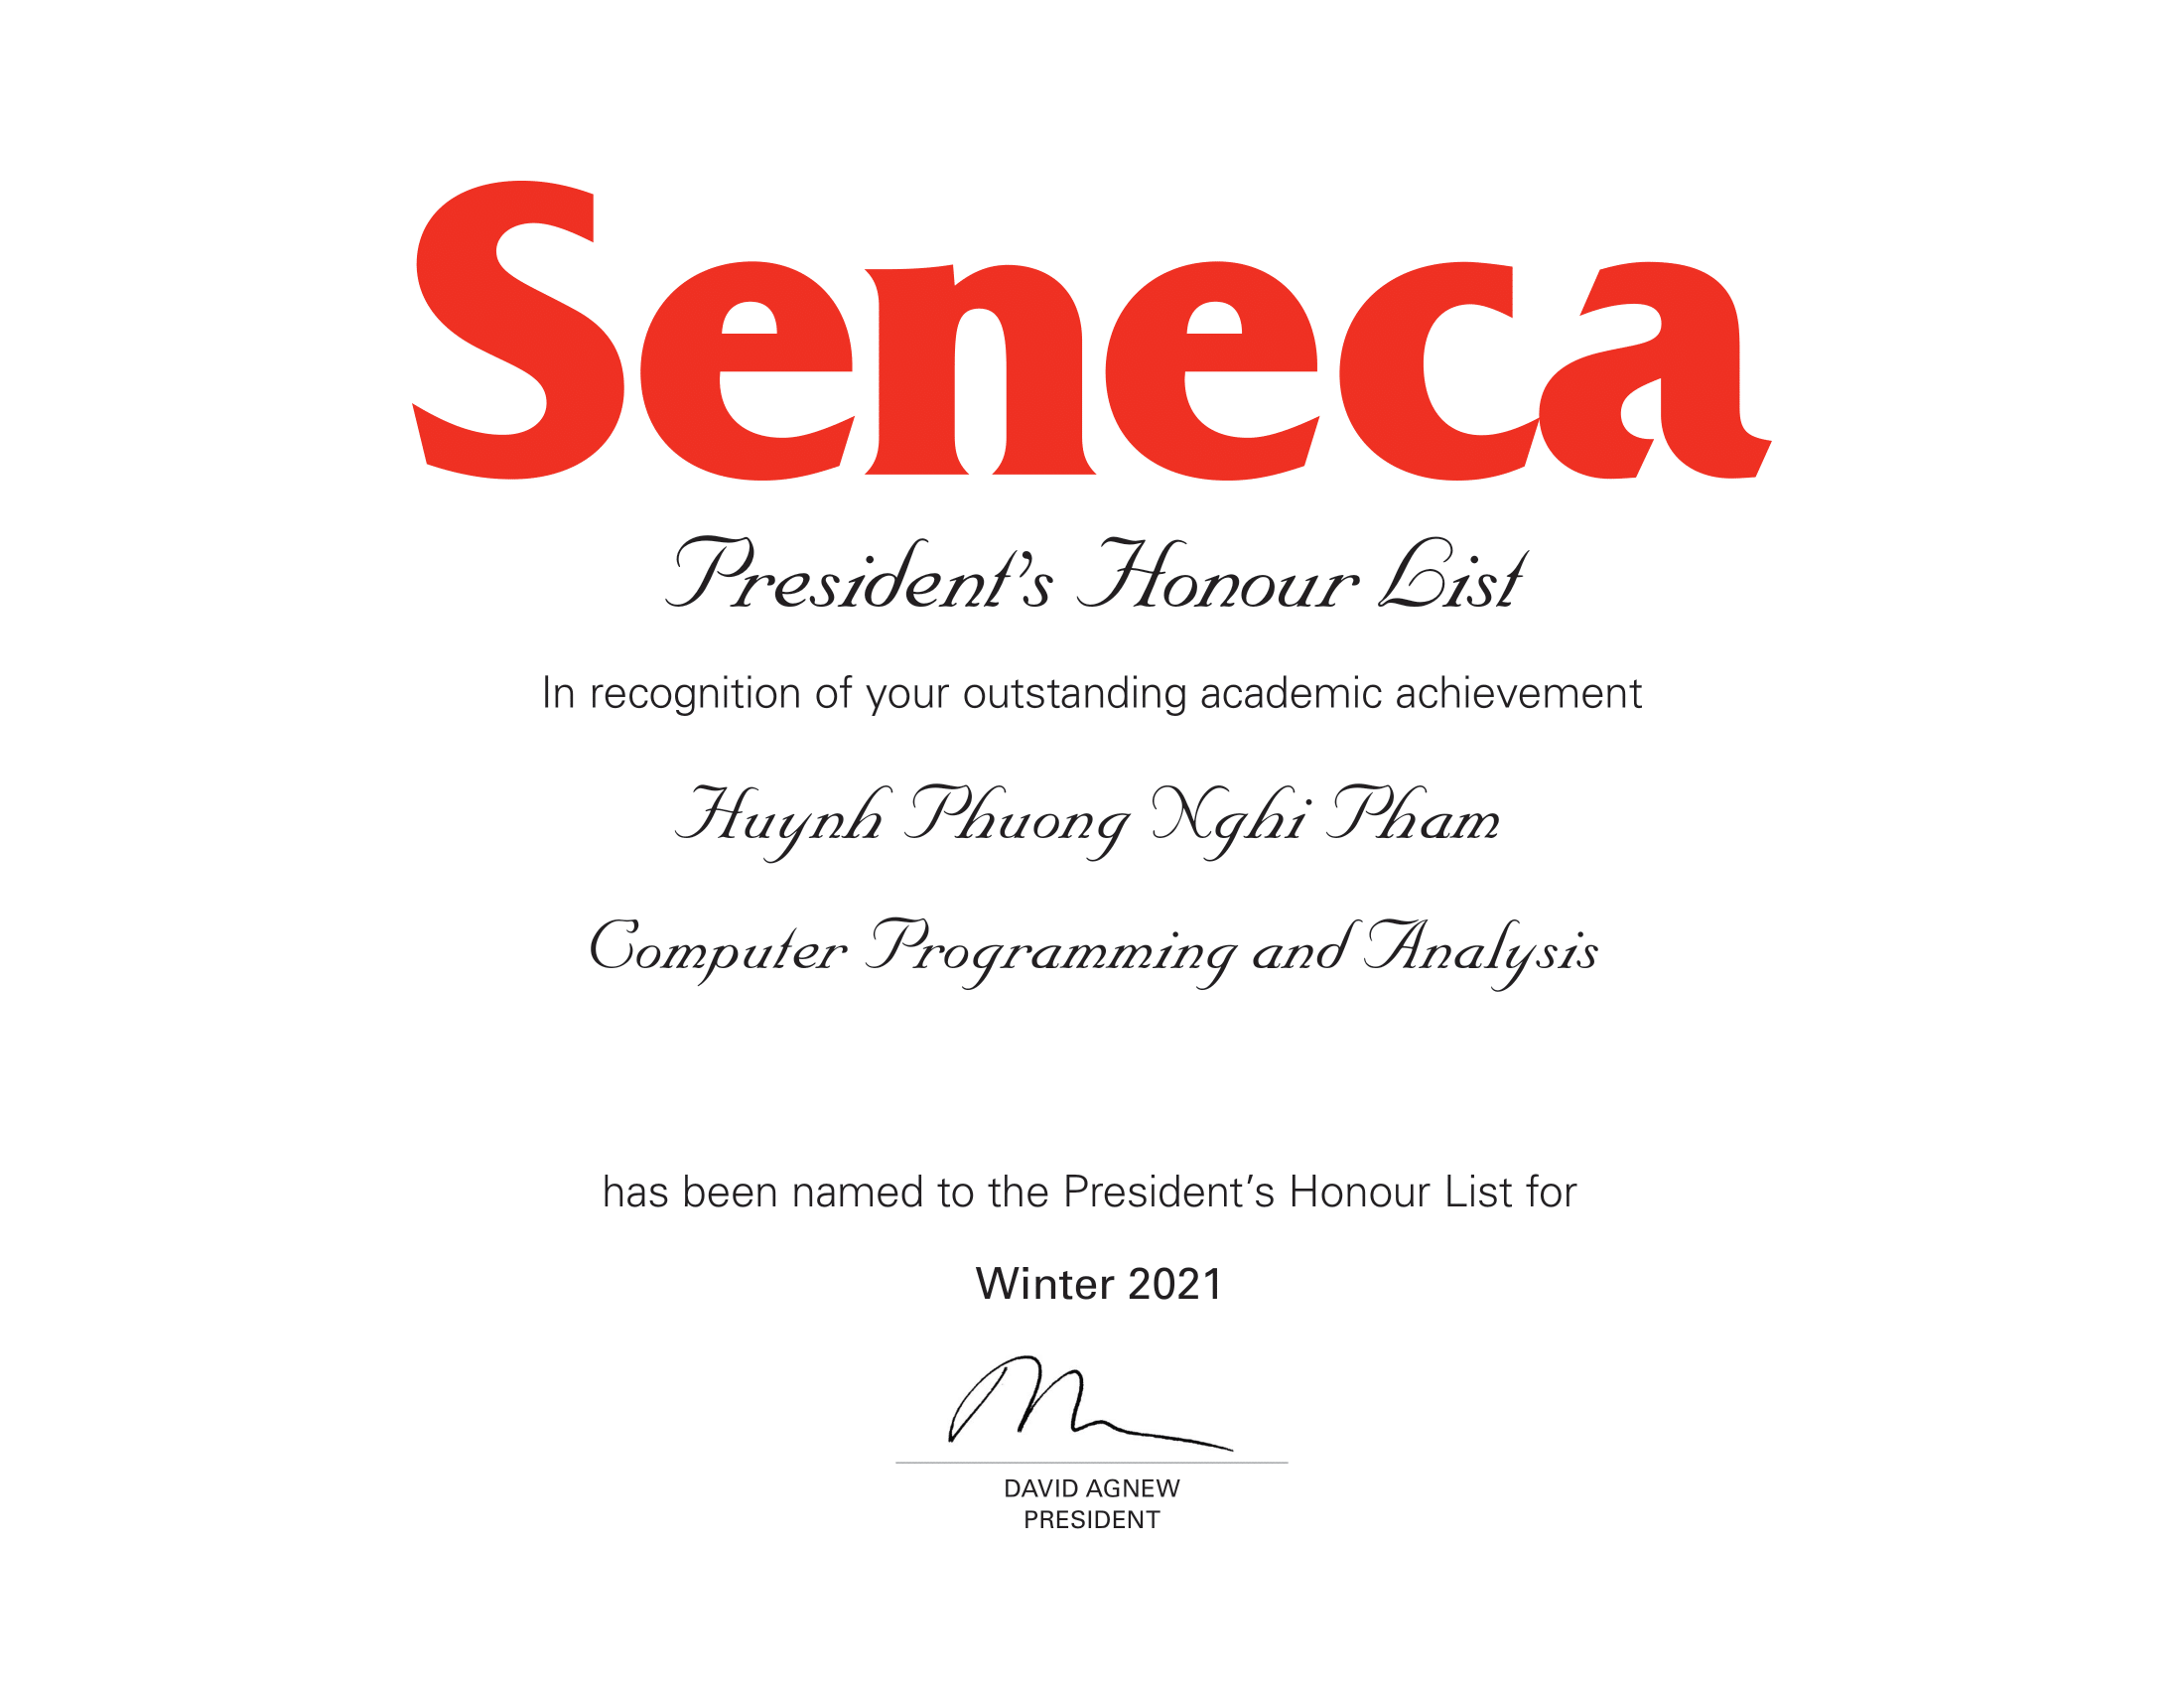 Seneca
President’s Honour List
In recognition of your outstanding academic achievement
Huynh Phuong Nghi Pham
Computer Programming and Analysis
has been named to the President’s Honour List for
Winter 2021
DAVID AGNEW
PRESIDENT